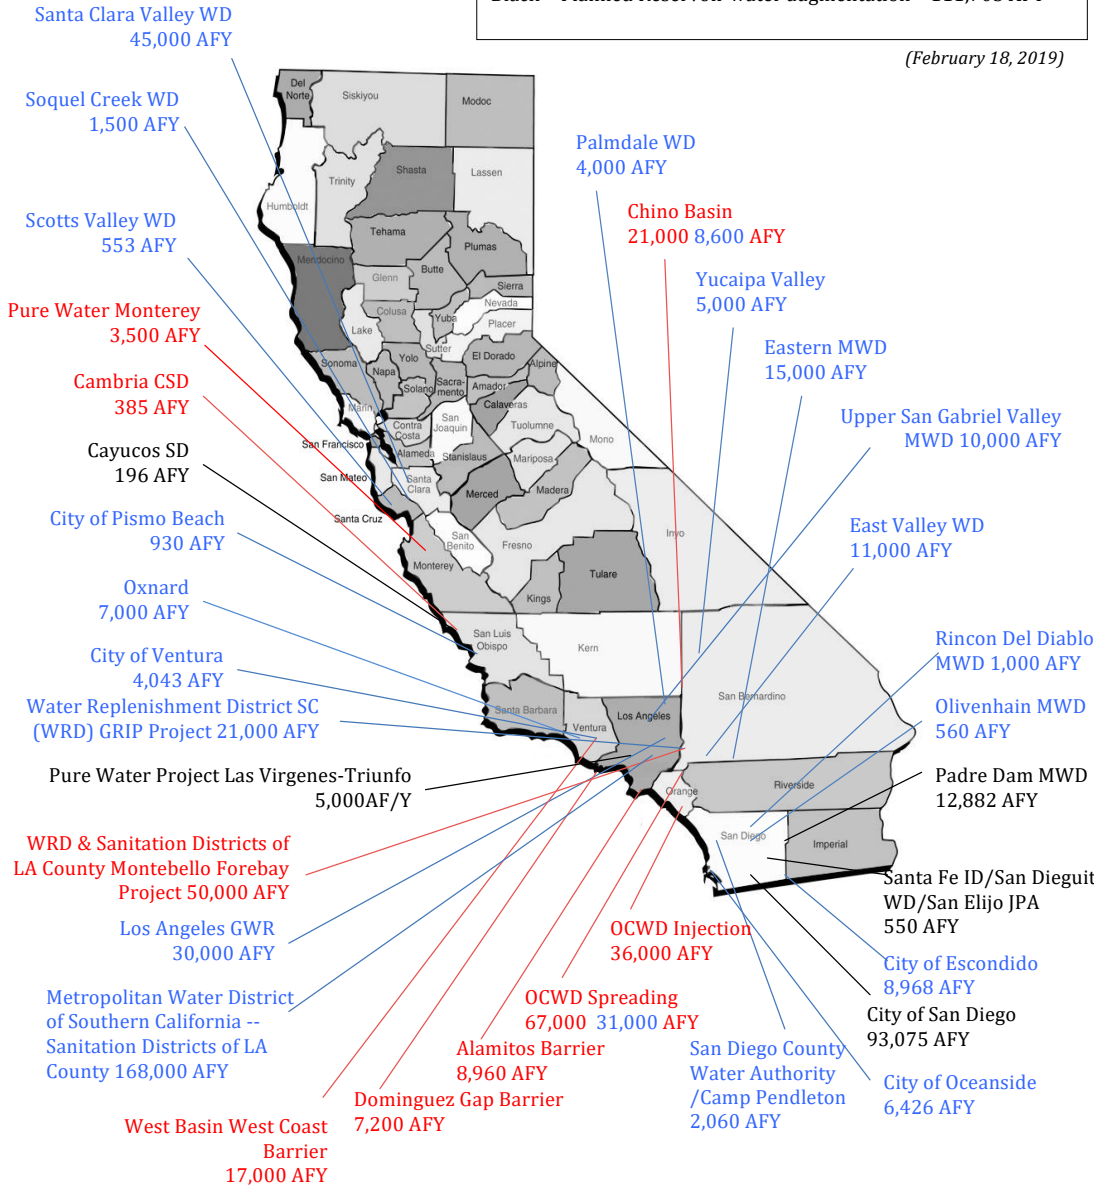 (February 18, 2019)
Santa Clara Valley WD
45,000 AFY
Soquel Creek WD
1,500 AFY
Scotts Valley WD
553 AFY
Pure Water Monterey
3,500 AFY
Cambria CSD
385 AFY
Cayucos SD
196 AFY
City of Pismo Beach
930 AFY
Oxnard
7,000 AFY
City of Ventura
4,043 AFY
Water Replenishment District SC
(WRD) GRIP Project 21,000 AFY
Pure Water Project Las Virgenes-Triunfo
5,000AF/Y
WRD & Sanitation Districts of
LA County Montebello Forebay
Project 50,000 AFY
Los Angeles GWR
30,000 AFY
Metropolitan Water District
of Southern California --
Sanitation Districts of LA
County 168,000 AFY
West Basin West Coast
Barrier
17,000 AFY
Dominguez Gap Barrier
7,200 AFY
Alamitos Barrier
8,960 AFY
OCWD Spreading
67,000 31,000 AFY
OCWD Injection
36,000 AFY
San Diego County
Water Authority
/Camp Pendleton
2,060 AFY
City of Oceanside
6,426 AFY
City of San Diego
93,075 AFY
City of Escondido
8,968 AFY
Santa Fe ID/San Dieguit
WD/San Elijo JPA
550 AFY
Padre Dam MWD
12,882 AFY
Olivenhain MWD
560 AFY
Rincon Del Diablo
MWD 1,000 AFY
East Valley WD
11,000 AFY
Upper San Gabriel Valley
MWD 10,000 AFY
Eastern MWD
15,000 AFY
Yucaipa Valley
5,000 AFY
Chino Basin
21,000 8,600 AFY
Palmdale WD
4,000 AFY
Del
Norte
Siskiyou
Modoc
Humboldt
Trinity
Shasta
Lassen
Mendocino
Tehama
Plumas
Glenn
Butte
Sierra
Nevada
Placer
Lake
Colusa
Yuba
Sutter
El Dorado
Alpine
Sonoma
Napa
Yolo
Solano
Sacra-
mento
Amador
Calaveras
Marin
Contra
Costa
San
Joaquin
Tuolumne
Mono
San Francisco
Alameda
Stanislaus
Mariposa
San Mateo
Santa
Clara
Merced
Madera
Santa Cruz
San
Benito
Fresno
Inyo
Monterey
Kings
Tulare
San Luis
Obispo
Kern
San Bernardino
Santa Barbara
Ventura
Los Angeles
Orange
Riverside
San Diego
Imperial